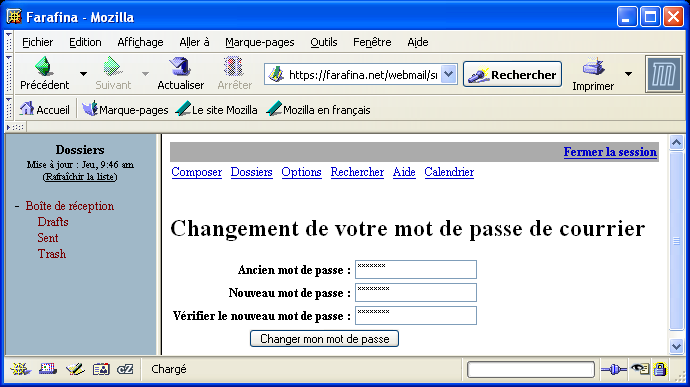 Farafina - Mozilla
Fichier Edition Affichage Aller à Marque-pages Outils Fenêtre Aide
Précédent Suivant Actualiser Arrêter https://farafina.net/webmail/s Rechercher Imprimer
Accueil Marque-pages Le site Mozilla Mozilla en français
Dossiers
Mise à jour : Jeu, 9:46 am
(Rafraîchir la liste)
- Boîte de réception
Drafts
Sent
Trash
Fermer la session
Composer Dossiers Options Rechercher Aide Calendrier
Changement de votre mot de passe de courrier
Ancien mot de passe : *******
Nouveau mot de passe : ********
Vérifier le nouveau mot de passe : ********
Changer mon mot de passe
Chargé